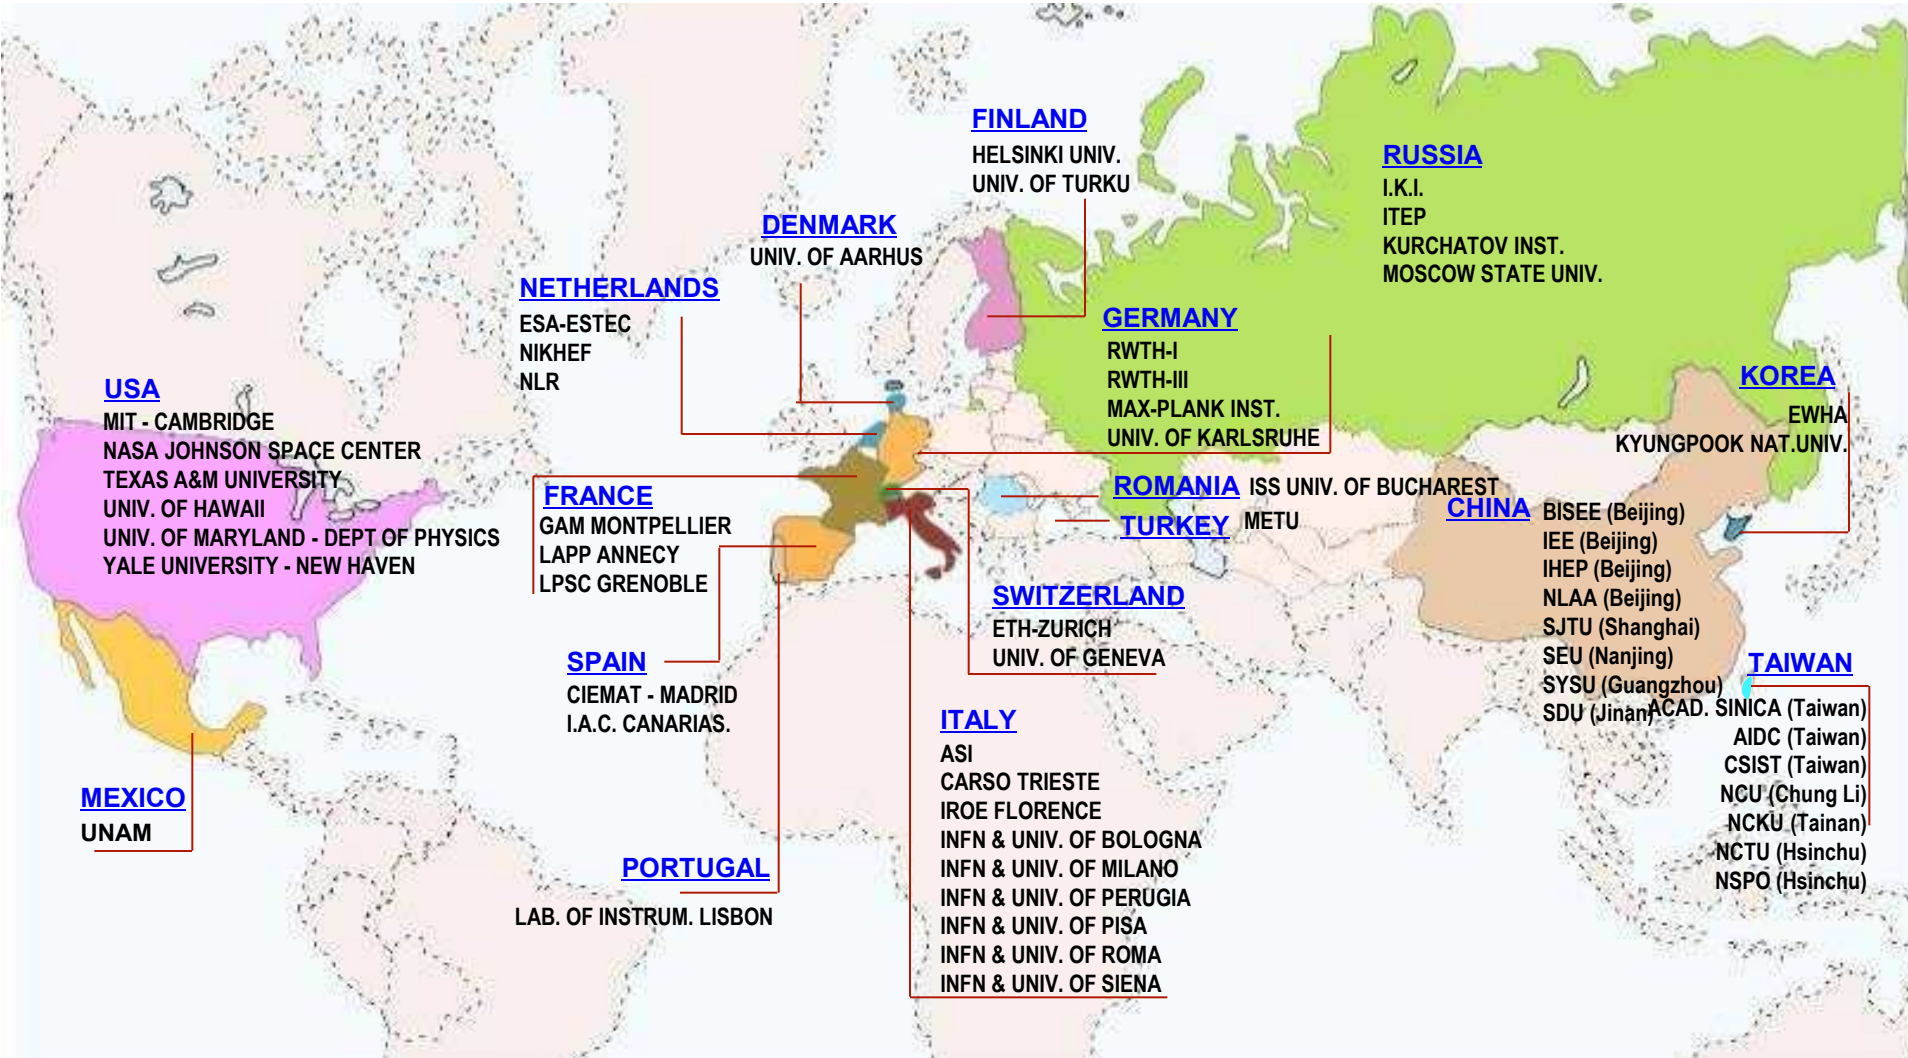 FINLAND
HELSINKI UNIV.
UNIV. OF TURKU
RUSSIA
I.K.I.
ITEP
KURCHATOV INST.
MOSCOW STATE UNIV.
DENMARK
UNIV. OF AARHUS
NETHERLANDS
ESA-ESTEC
NIKHEF
NLR
GERMANY
RWTH-I
RWTH-III
MAX-PLANK INST.
UNIV. OF KARLSRUHE
USA
MIT - CAMBRIDGE
NASA JOHNSON SPACE CENTER
TEXAS A&M UNIVERSITY
UNIV. OF HAWAII
UNIV. OF MARYLAND - DEPT OF PHYSICS
YALE UNIVERSITY - NEW HAVEN
KOREA
EWHA
KYUNGPOOK NAT.UNIV.
FRANCE
GAM MONTPELLIER
LAPP ANNECY
LPSC GRENOBLE
ROMANIA ISS UNIV. OF BUCHAREST
TURKEY METU
CHINA BISEE (Beijing)
IEE (Beijing)
IHEP (Beijing)
NLAA (Beijing)
SJTU (Shanghai)
SEU (Nanjing)
SYSU (Guangzhou)
SDU (Jinan)
SWITZERLAND
ETH-ZURICH
UNIV. OF GENEVA
SPAIN
CIEMAT - MADRID
I.A.C. CANARIAS.
TAIWAN
ACAD. SINICA (Taiwan)
AIDC (Taiwan)
CSIST (Taiwan)
NCU (Chung Li)
NCKU (Tainan)
NCTU (Hsinchu)
NSPO (Hsinchu)
ITALY
ASI
CARSO TRIESTE
IROE FLORENCE
INFN & UNIV. OF BOLOGNA
INFN & UNIV. OF MILANO
INFN & UNIV. OF PERUGIA
INFN & UNIV. OF PISA
INFN & UNIV. OF ROMA
INFN & UNIV. OF SIENA
MEXICO
UNAM
PORTUGAL
LAB. OF INSTRUM. LISBON